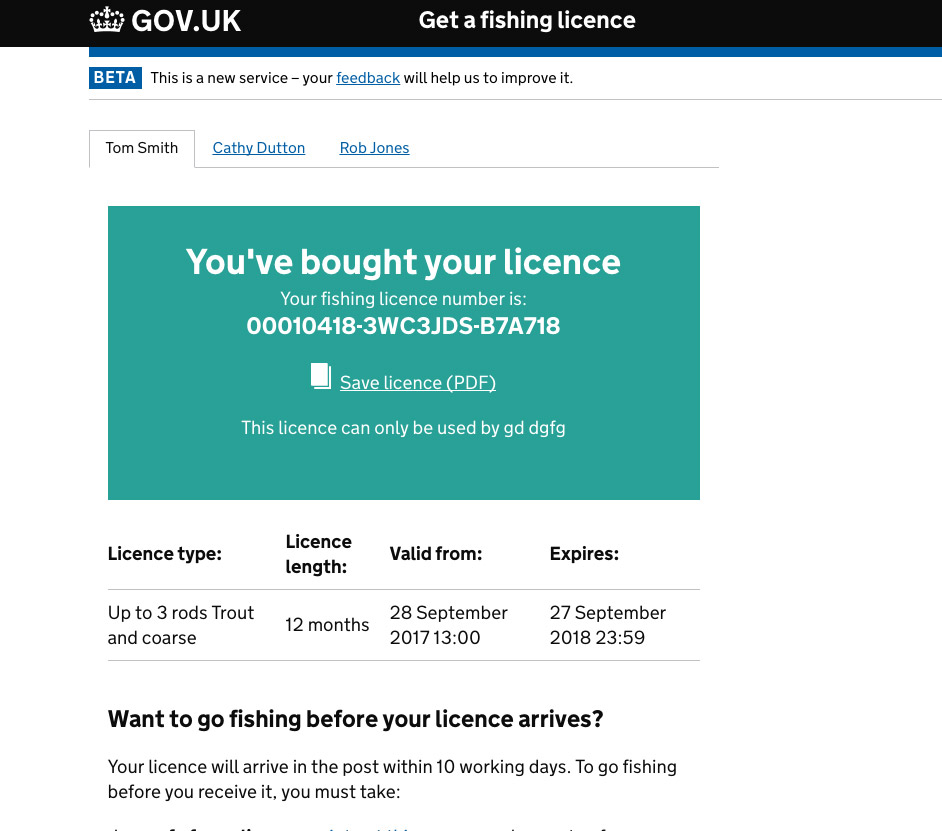 GOV.UK
Get a fishing licence
BETA This is a new service – your feedback will help us to improve it.
Tom Smith Cathy Dutton Rob Jones
You've bought your licence
Your fishing licence number is:
00010418-3WC3JDS-B7A718
Save licence (PDF)
This licence can only be used by gd dgfg
Licence type: Licence length: Valid from: Expires:
Up to 3 rods Trout and coarse 12 months 28 September 2017 13:00 27 September 2018 23:59
Want to go fishing before your licence arrives?
Your licence will arrive in the post within 10 working days. To go fishing
before you receive it, you must take: